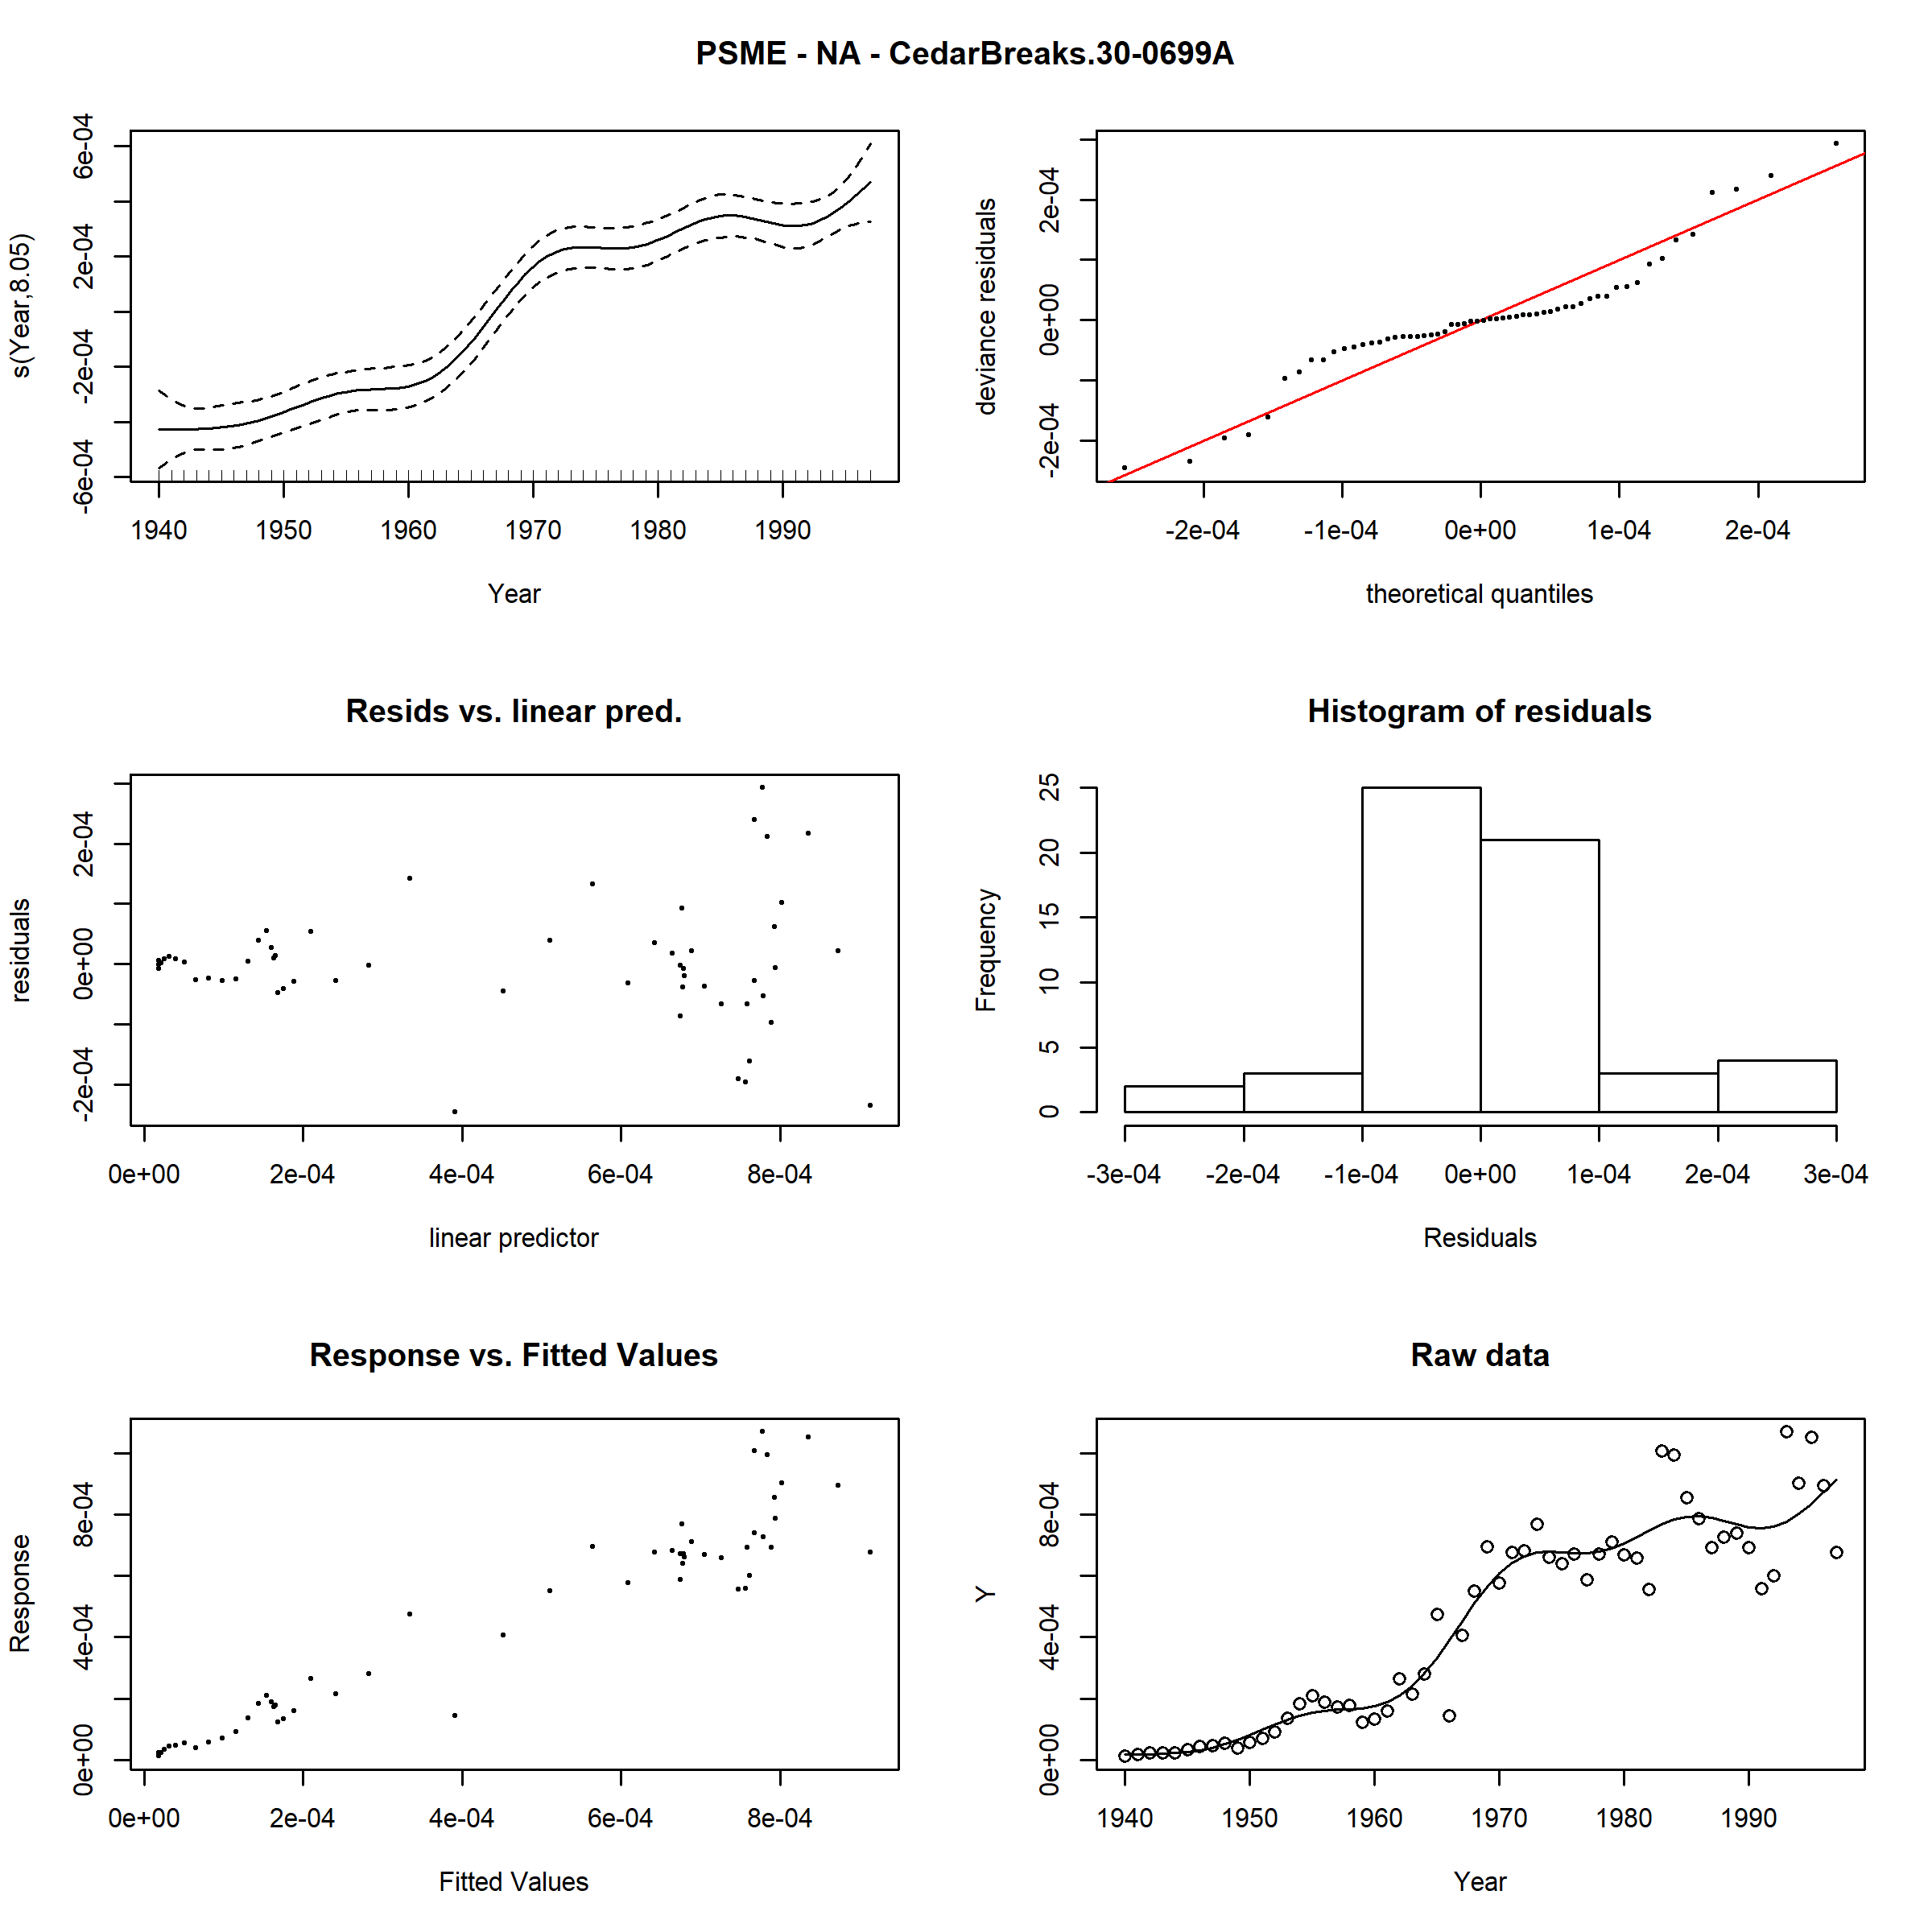 PSME - NA - CedarBreaks.30-0699A
s(Year,8.05)
-6e-04 -2e-04 2e-04 6e-04
1940 1950 1960 1970 1980 1990
Year
deviance residuals
-2e-04 0e+00 2e-04
-2e-04 -1e-04 0e+00 1e-04 2e-04
theoretical quantiles
Resids vs. linear pred.
residuals
-2e-04 0e+00 2e-04
0e+00 2e-04 4e-04 6e-04 8e-04
linear predictor
Histogram of residuals
Frequency
0 5 10 15 20 25
-3e-04 -2e-04 -1e-04 0e+00 1e-04 2e-04 3e-04
Residuals
Response vs. Fitted Values
Response
0e+00 4e-04 8e-04
0e+00 2e-04 4e-04 6e-04 8e-04
Fitted Values
Raw data
Y
0e+00 4e-04 8e-04
1940 1950 1960 1970 1980 1990
Year